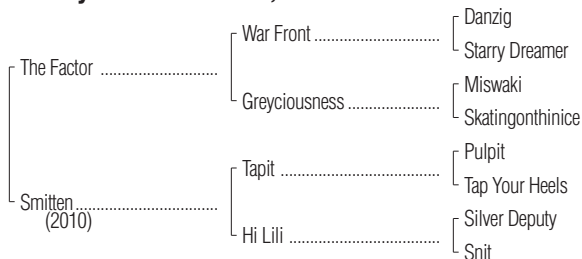 Danzig
War Front ..............................
Starry Dreamer
The Factor ............................
Miswaki
Greyciousness ....................
Skatingonthinice
Pulpit
Tapit ......................................
Tap Your Heels
Smitten ..................................
(2010)
Silver Deputy
Hi Lili ....................................
Snit